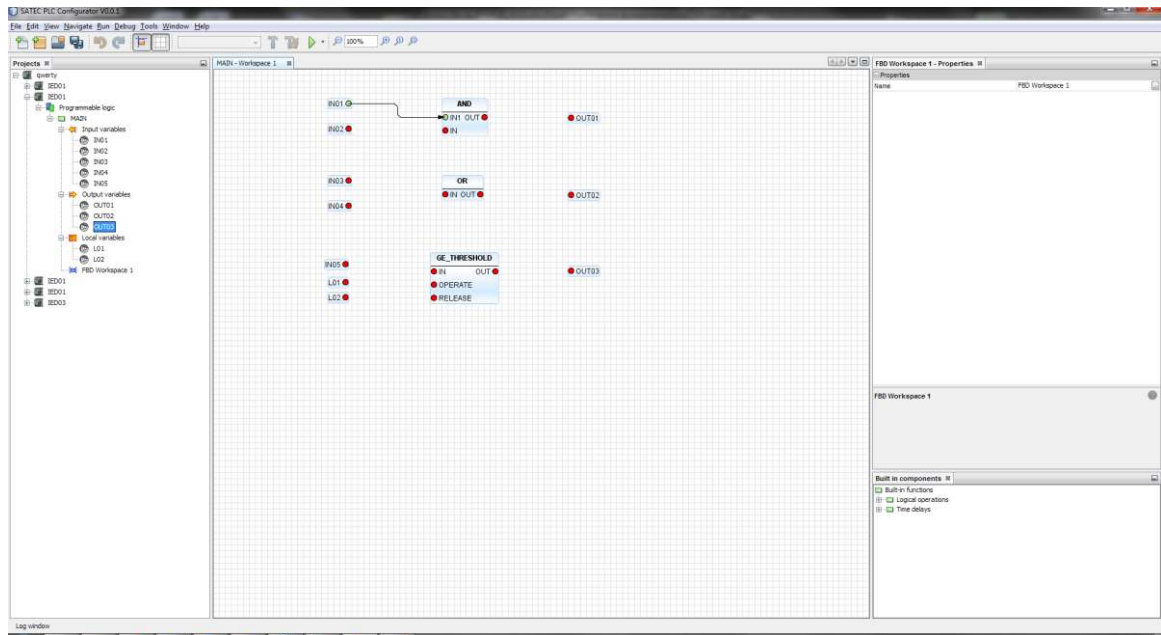 SATEC PLC Configurator V0.0.1
File Edit View Navigate Run Debug Tools Window Help
100%
Projects
qwerty
IED01
IED01
Programmable logic
MAIN
Input variables
IN01
IN02
IN03
IN04
IN05
Output variables
OUT01
OUT02
OUT03
Local variables
L01
L02
FBD Workspace 1
IED01
IED01
IED03
MAIN - Workspace 1
IN01
AND
IN1 OUT
OUT01
IN02
IN
IN03
OR
IN OUT
OUT02
IN04
GE_THRESHOLD
IN05
IN OUT
OUT03
L01
OPERATE
L02
RELEASE
FBD Workspace 1 - Properties
Properties
Name FBD Workspace 1
FBD Workspace 1
Built in components
Built-in functions
Logical operations
Time delays
Log window